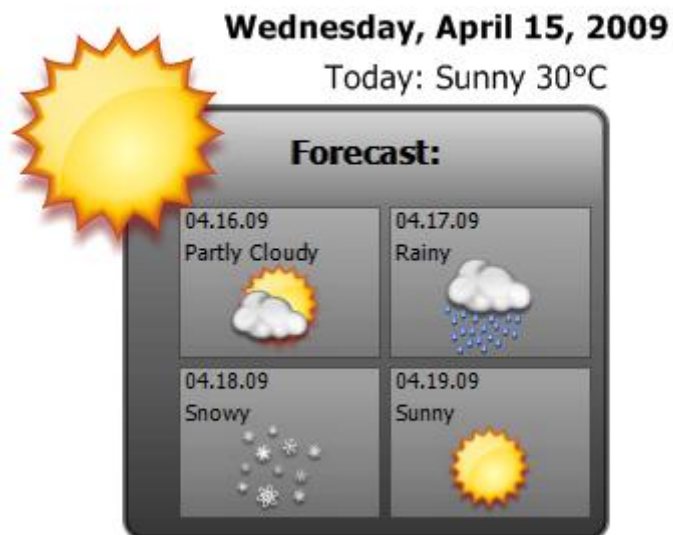 Wednesday, April 15, 2009
Today: Sunny 30°C
Forecast:
04.16.09
Partly Cloudy
04.17.09
Rainy
04.18.09
Snowy
04.19.09
Sunny